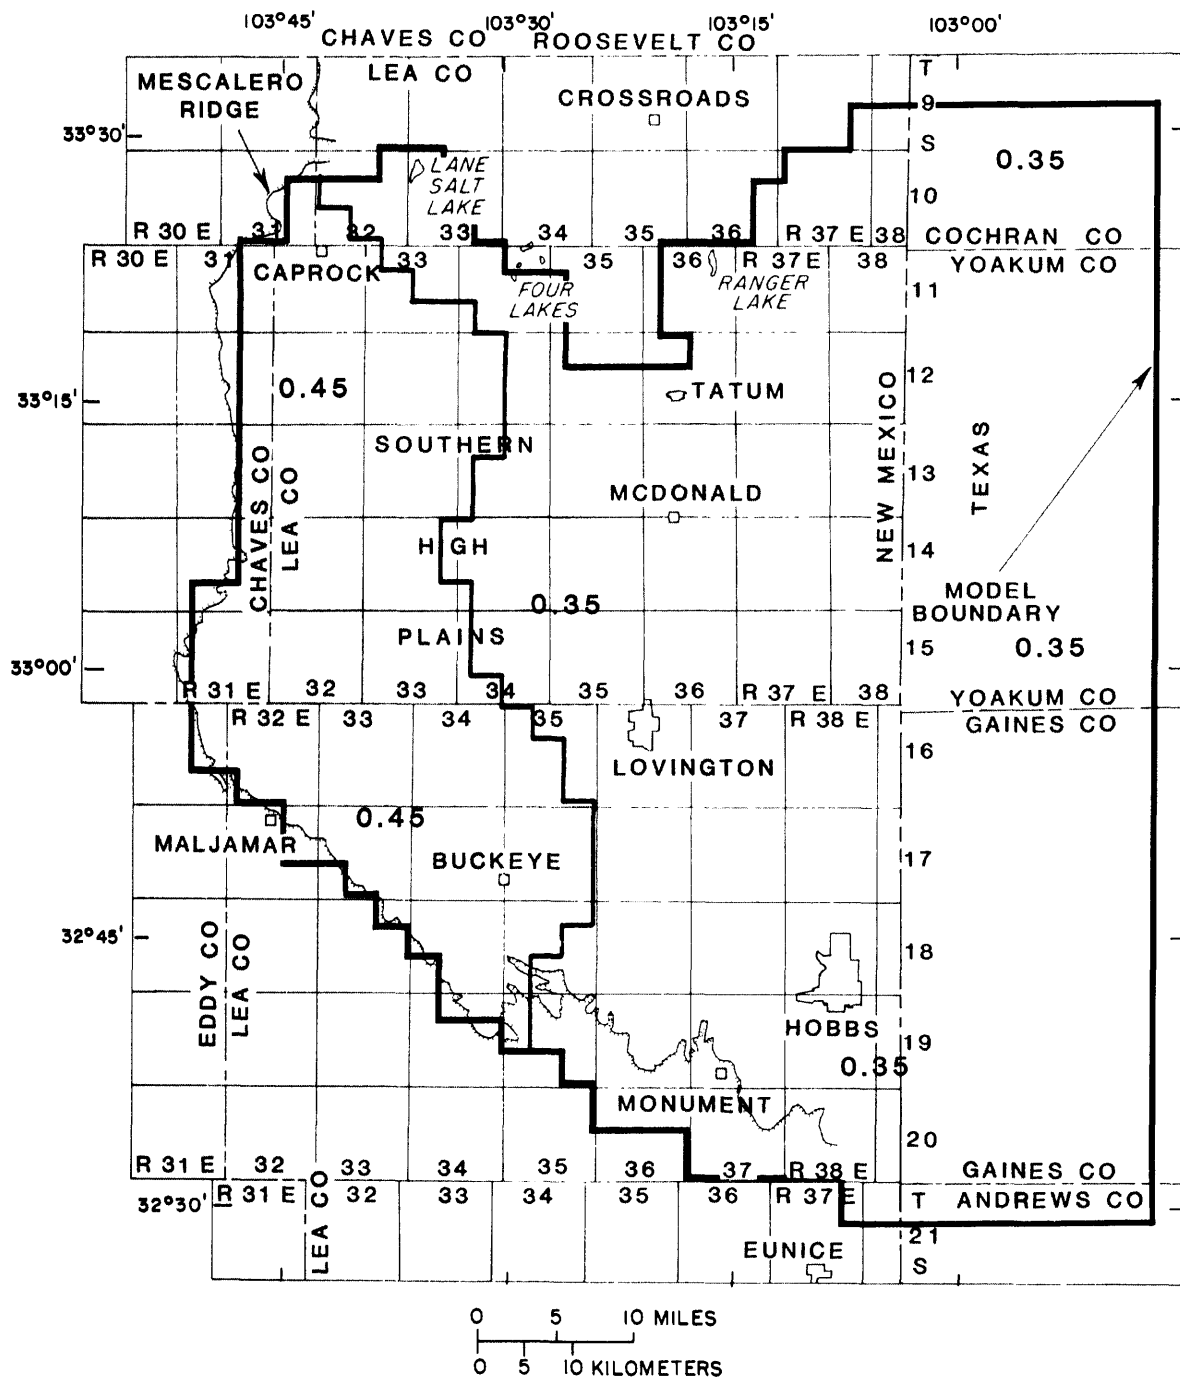 103°45' 103°30' 103°15' 103°00'
CHAVES CO ROOSEVELT CO
LEA CO
T
MESCALERO
RIDGE
CROSSROADS
9
33°30'
S
0.35
LANE
SALT
LAKE
10
R 30 E 31 32 33 34 35 36 R 37 E 38
COCHRAN CO
R 30 E 31 33 35 36 R 37 E 38
YOAKUM CO
CAPROCK
FOUR
LAKES
RANGER
LAKE
11
0.45
12
TATUM
33°15'
SOUTHERN
CHAVES CO
LEA CO
NEW MEXICO
TEXAS
13
MCDONALD
HIGH
14
MODEL
BOUNDARY
0.35
PLAINS
15
0.35
33°00'
R 31 E 32 33 34 35 36 R 37 E 38
YOAKUM CO
R 32 E 33 34 35 37 R 38 E
GAINES CO
16
LOVINGTON
0.45
MALJAMAR
BUCKEYE
17
32°45'
EDDY CO
LEA CO
18
HOBBS
19
0.35
MONUMENT
20
R 31 E 32 33 34 35 36 37 R 38 E
GAINES CO
32°30'
R 31 E 32 33 34 35 36 R 37 E
T ANDREWS CO
LEA CO
21
EUNICE
S
0 5 10 MILES
0 5 10 KILOMETERS